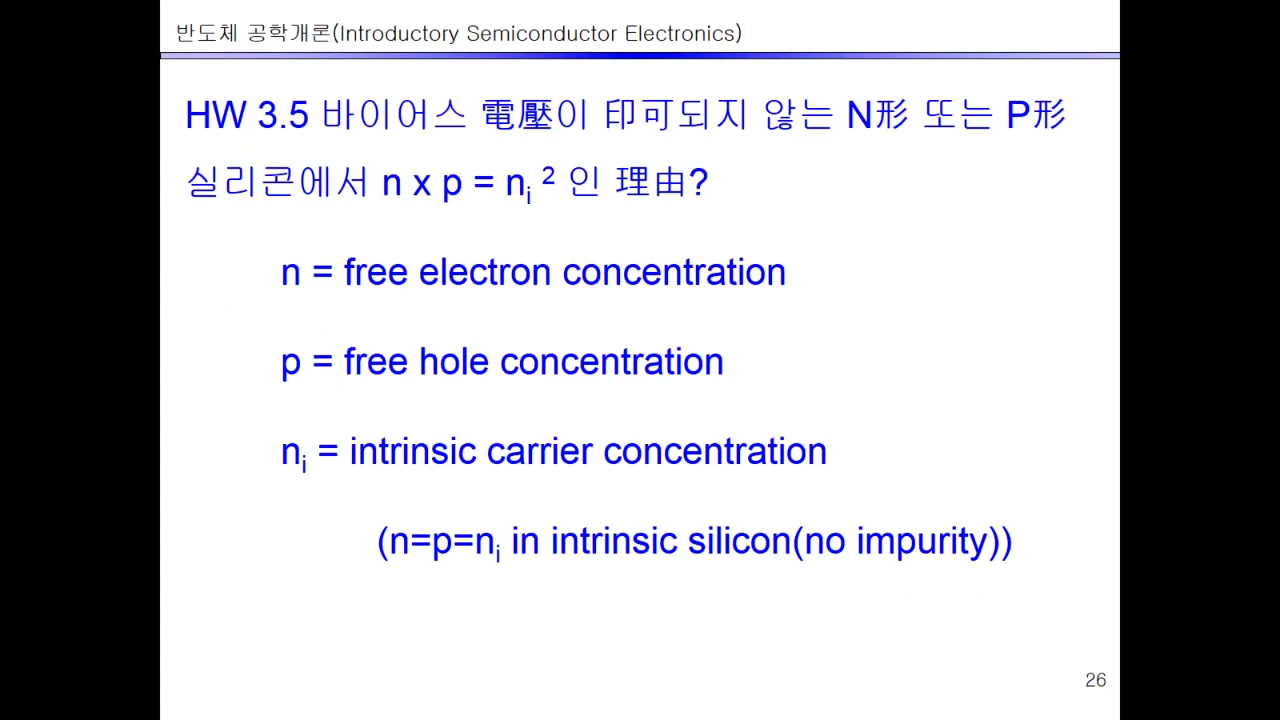 반도체 공학개론(Introductory Semiconductor Electronics)
HW 3.5 바이어스 電壓이 印可되지 않는 N形 또는 P形
실리콘에서 n x p = nᵢ ² 인 理由?
n = free electron concentration
p = free hole concentration
nᵢ = intrinsic carrier concentration
(n=p=nᵢ in intrinsic silicon(no impurity))
26